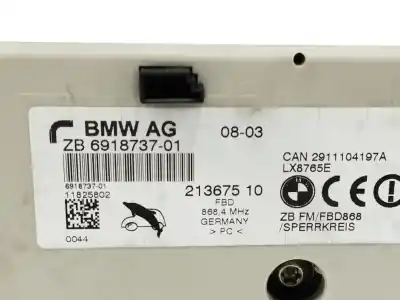 BMW AG
08-03
ZB 6918737-01
CAN 2911104197A
LX8765E
6918737-01
11825802
213675 10
FBD
868,4 MHz
GERMANY
> PC <
0044
ZB FM/FBD868
/SPERRKREIS